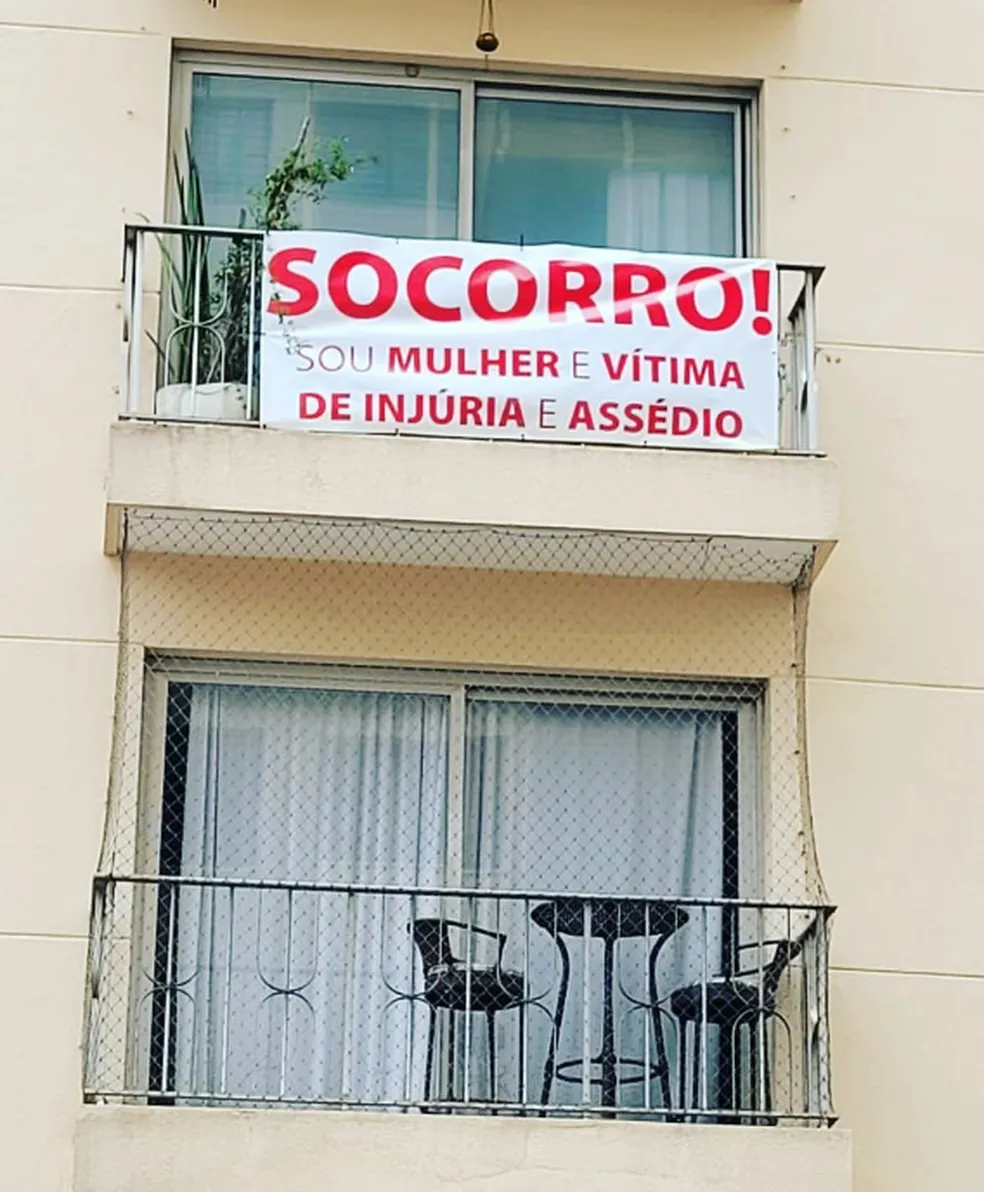 SOCORRO!
SOU MULHER E VÍTIMA
DE INJÚRIA E ASSÉDIO